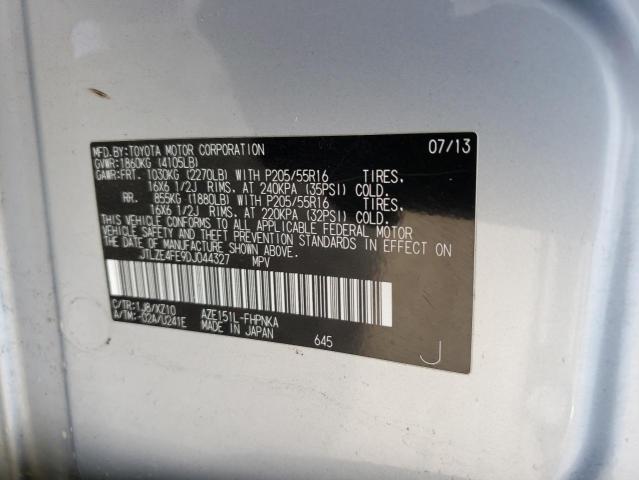 MFD. BY: TOYOTA MOTOR CORPORATION 07/13
GVWR: 1860KG (4105LB)
GAWR: FRT. 1030KG (2270LB) WITH P205/55R16 TIRES,
16X6 1/2J RIMS, AT 240KPA (35PSI) COLD.
RR. 855KG (1880LB) WITH P205/55R16 TIRES,
16X6 1/2J RIMS, AT 220KPA (32PSI) COLD.
THIS VEHICLE CONFORMS TO ALL APPLICABLE FEDERAL MOTOR
VEHICLE SAFETY AND THEFT PREVENTION STANDARDS IN EFFECT
ON THE DATE OF MANUFACTURE SHOWN ABOVE.
JTLZE4FE9DJ044327 MPV
C/TR: 1J8/XZ10 AZE151L-FHPNKA
A/TM: -02A/U241E MADE IN JAPAN 645
J